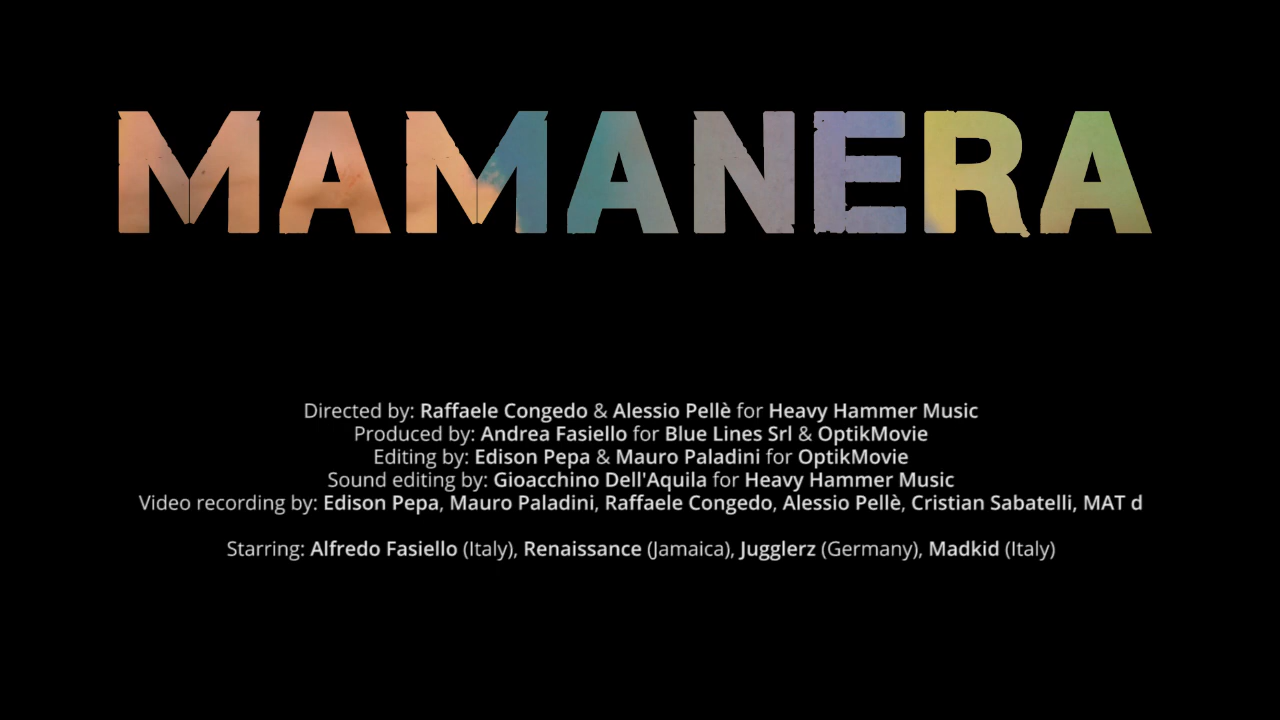 MAMANERA
Directed by: Raffaele Congedo & Alessio Pellè for Heavy Hammer Music
Produced by: Andrea Fasiello for Blue Lines Srl & OptikMovie
Editing by: Edison Pepa & Mauro Paladini for OptikMovie
Sound editing by: Gioacchino Dell'Aquila for Heavy Hammer Music
Video recording by: Edison Pepa, Mauro Paladini, Raffaele Congedo, Alessio Pellè, Cristian Sabatelli, MAT d
Starring: Alfredo Fasiello (Italy), Renaissance (Jamaica), Jugglerz (Germany), Madkid (Italy)